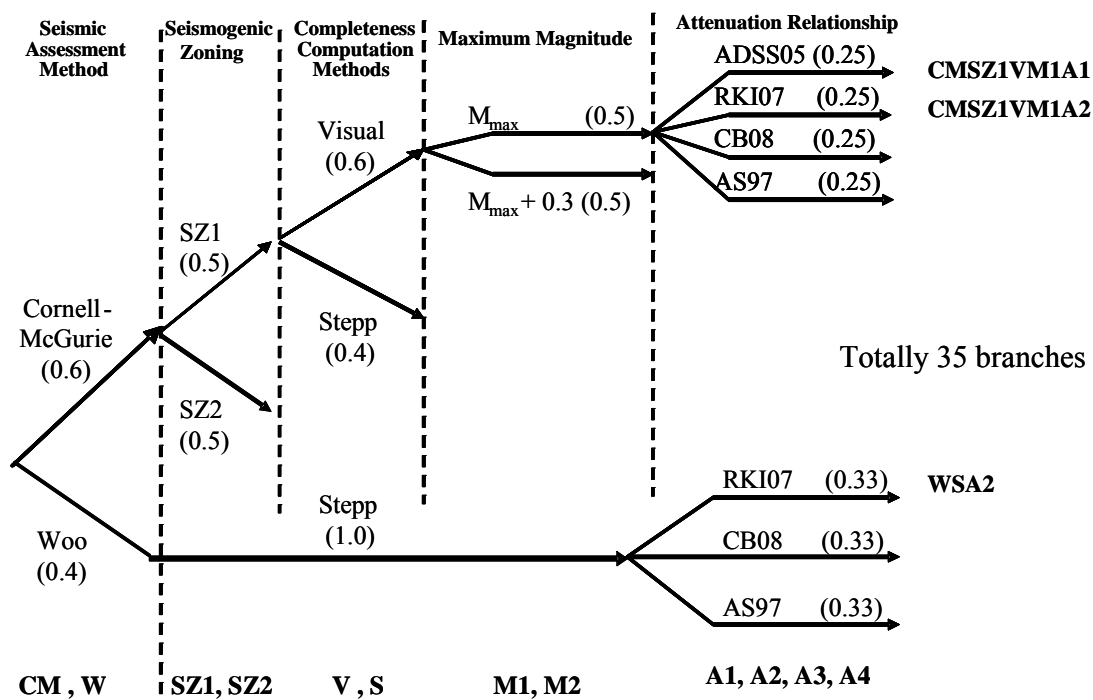 Seismic
Assessment
Method
Seismogenic
Zoning
Completeness
Computation
Methods
Maximum Magnitude
Attenuation Relationship
ADSS05 (0.25)
CMSZ1VM1A1
RKI07 (0.25)
CMSZ1VM1A2
CB08 (0.25)
AS97 (0.25)
Mmax (0.5)
Mmax + 0.3 (0.5)
Visual
(0.6)
SZ1
(0.5)
Cornell-
McGurie
(0.6)
Stepp
(0.4)
Totally 35 branches
SZ2
(0.5)
Woo
(0.4)
Stepp
(1.0)
RKI07 (0.33)
WSA2
CB08 (0.33)
AS97 (0.33)
CM , W
SZ1, SZ2
V , S
M1, M2
A1, A2, A3, A4